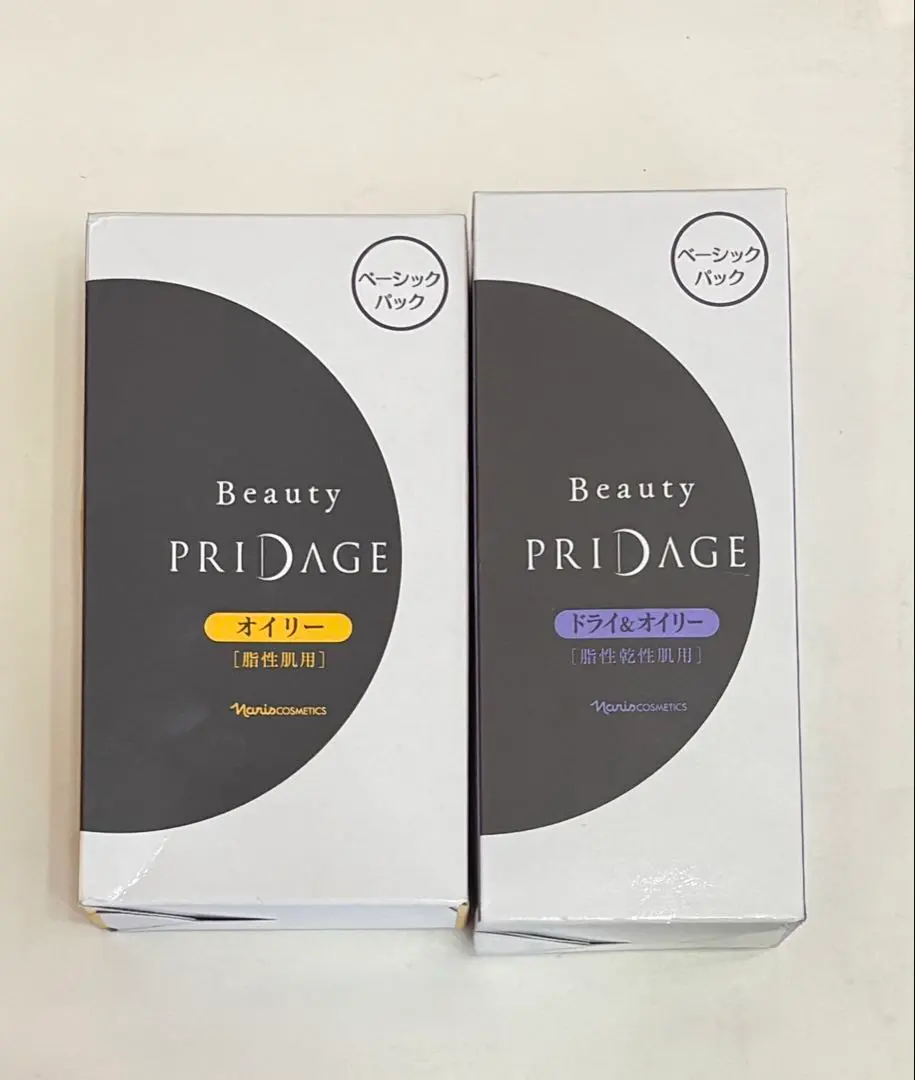 ベーシック
パック
Beauty
PRIDAGE
オイリー
[脂性肌用]
NarisCOSMETICS
ベーシック
パック
Beauty
PRIDAGE
ドライ&オイリー
[脂性乾性肌用]
NarisCOSMETICS